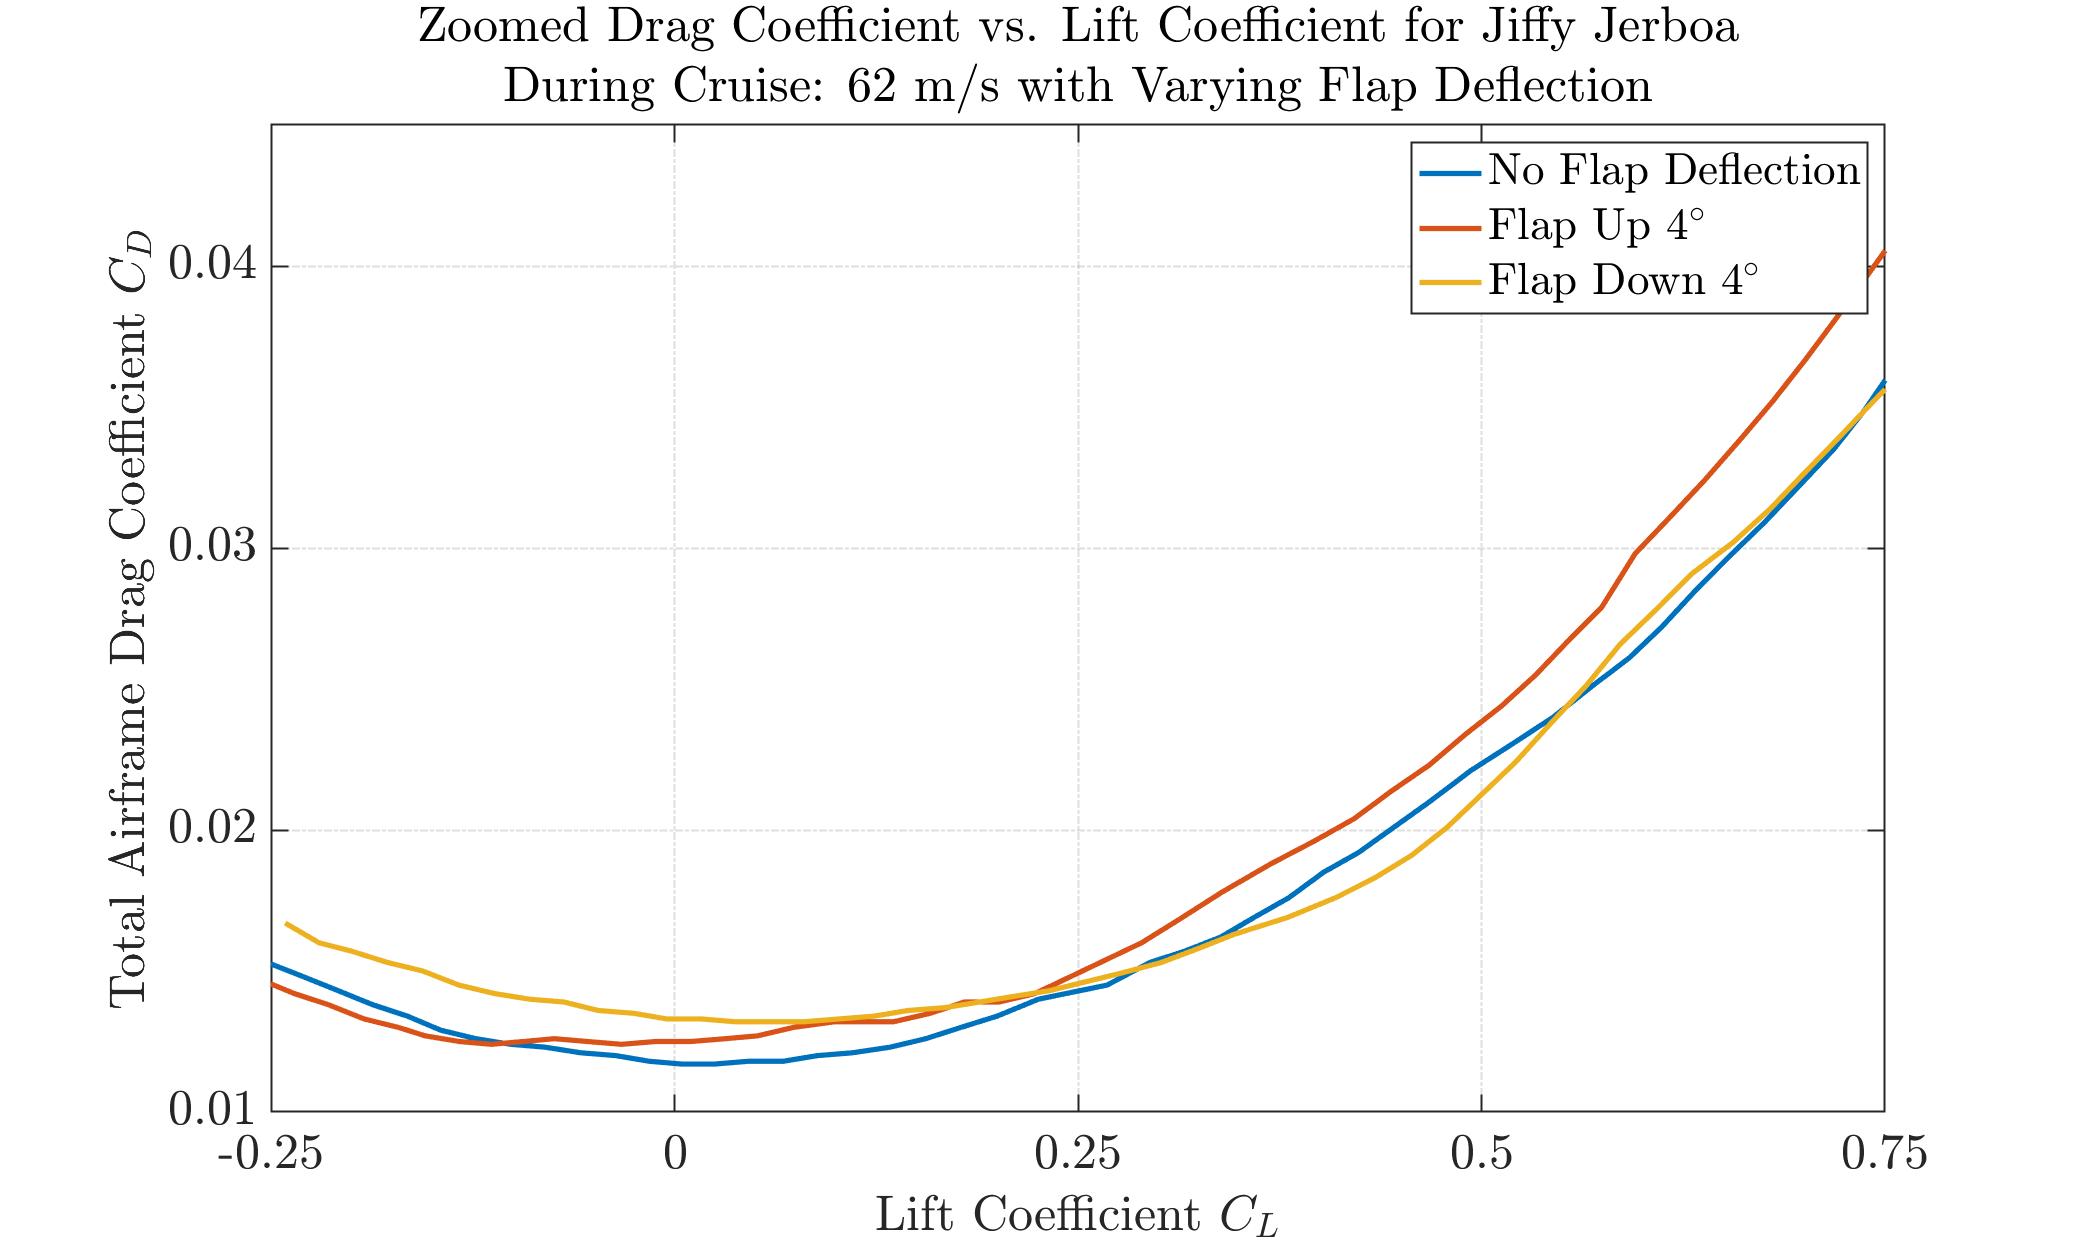 Zoomed Drag Coefficient vs. Lift Coefficient for Jiffy Jerboa
During Cruise: 62 m/s with Varying Flap Deflection
No Flap Deflection
Flap Up 4°
Flap Down 4°
Total Airframe Drag Coefficient C_D
0.04
0.03
0.02
0.01
-0.25 0 0.25 0.5 0.75
Lift Coefficient C_L